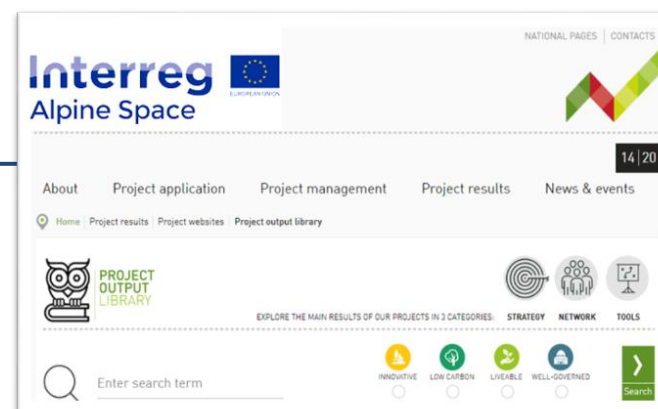 NATIONAL PAGES | CONTACTS
Interreg
EUROPEAN UNION
Alpine Space
14|20
About Project application Project management Project results News & events
Home | Project results | Project websites | Project output library
PROJECT
OUTPUT
LIBRARY
EXPLORE THE MAIN RESULTS OF OUR PROJECTS IN 3 CATEGORIES: STRATEGY NETWORK TOOLS
Enter search term
INNOVATIVE LOW CARBON LIVEABLE WELL-GOVERNED
Search